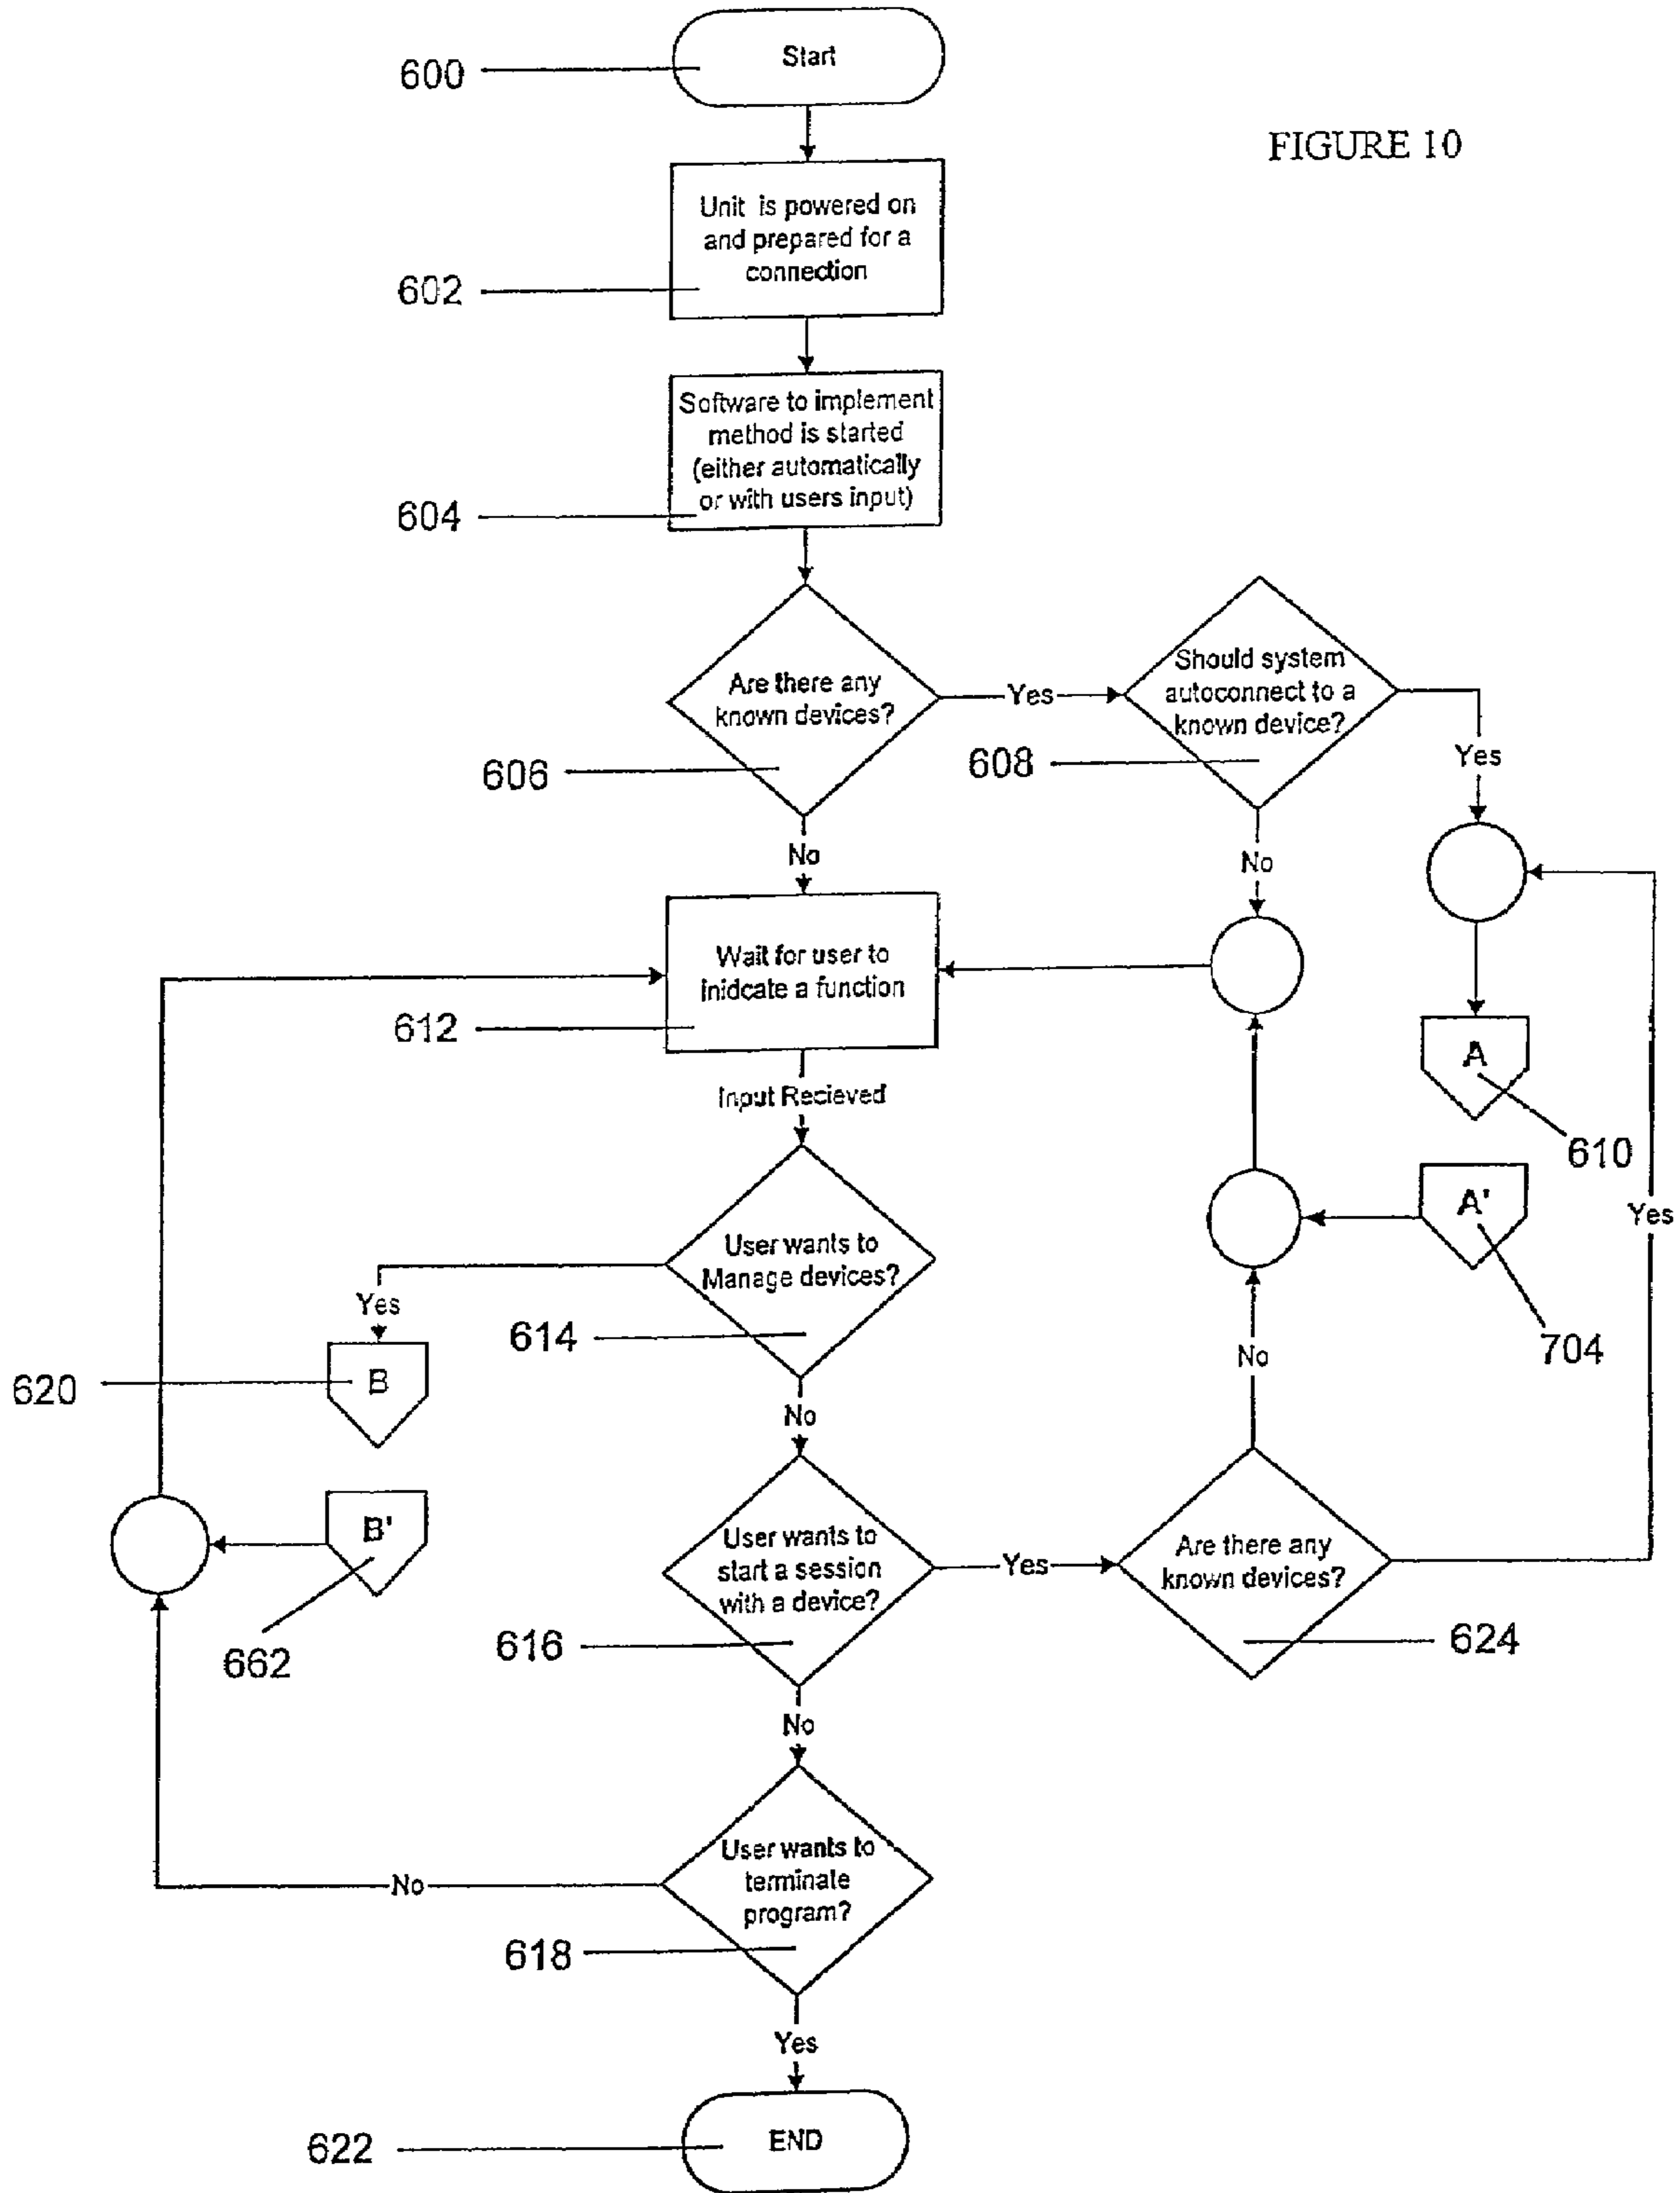 Start
600
FIGURE 10
Unit is powered on
and prepared for a
connection
602
Software to implement
method is started
(either automatically
or with users input)
604
Are there any
known devices?
606
Yes
Should system
autoconnect to a
known device?
608
Yes
No
No
Wait for user to
Inidcate a function
612
A
610
Input Recieved
A'
704
Yes
User wants to
Manage devices?
614
Yes
B
620
No
No
B'
662
User wants to
start a session
with a device?
616
Yes
Are there any
known devices?
624
No
User wants to
terminate
program?
618
No
Yes
END
622